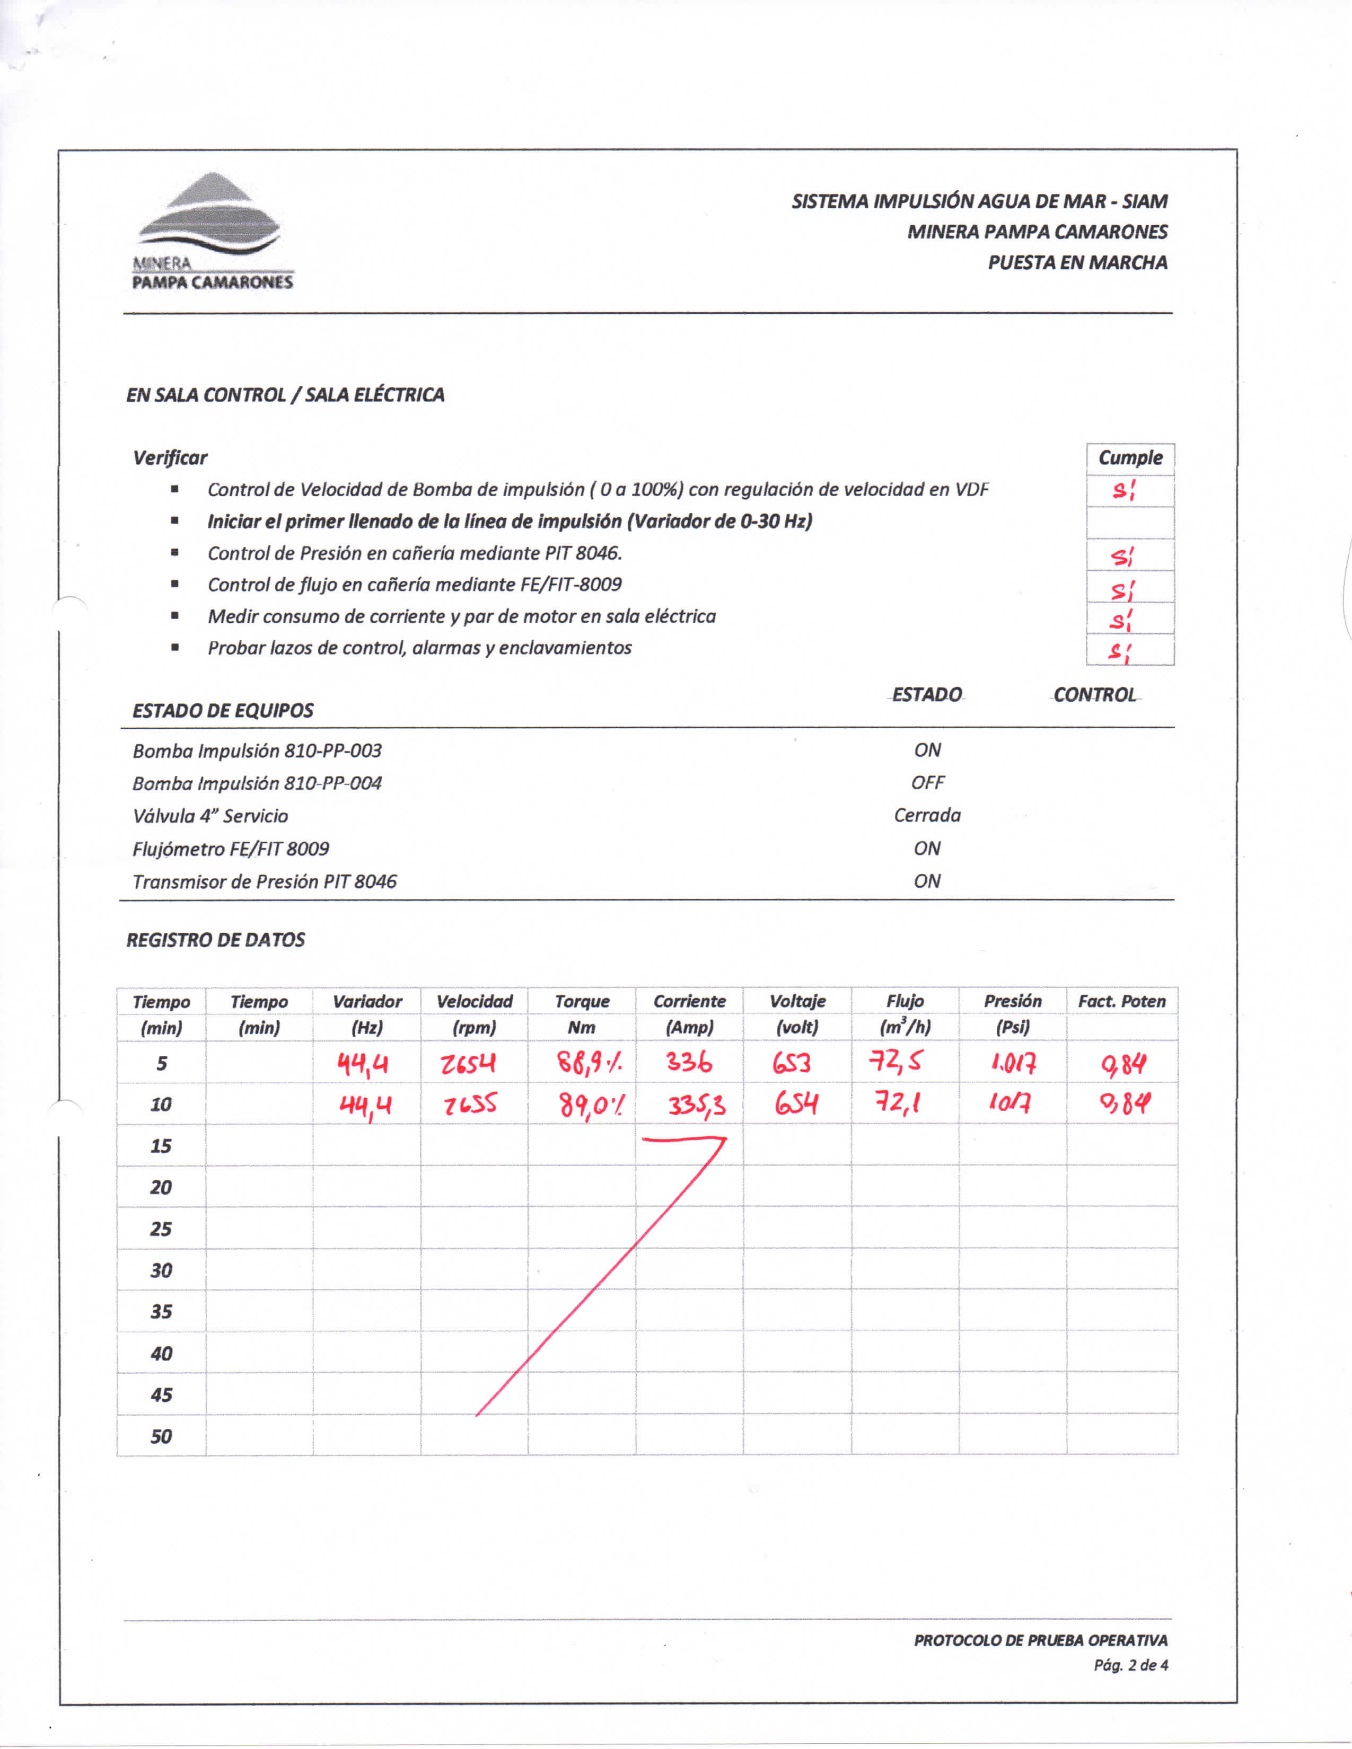 SISTEMA IMPULSIÓN AGUA DE MAR - SIAM
MINERA PAMPA CAMARONES
PUESTA EN MARCHA
MINERA
PAMPA CAMARONES
EN SALA CONTROL / SALA ELÉCTRICA
Verificar Cumple
▪ Control de Velocidad de Bomba de impulsión ( 0 a 100%) con regulación de velocidad en VDF Sí
▪ Iniciar el primer llenado de la línea de impulsión (Variador de 0-30 Hz)
▪ Control de Presión en cañería mediante PIT 8046. Sí
▪ Control de flujo en cañería mediante FE/FIT-8009 Sí
▪ Medir consumo de corriente y par de motor en sala eléctrica Sí
▪ Probar lazos de control, alarmas y enclavamientos Sí
ESTADO DE EQUIPOS ESTADO CONTROL
Bomba Impulsión 810-PP-003 ON
Bomba Impulsión 810-PP-004 OFF
Válvula 4” Servicio Cerrada
Flujómetro FE/FIT 8009 ON
Transmisor de Presión PIT 8046 ON
REGISTRO DE DATOS
Tiempo Tiempo Variador Velocidad Torque Corriente Voltaje Flujo Presión Fact. Poten
(min) (min) (Hz) (rpm) Nm (Amp) (volt) (m³/h) (Psi)
5 44,4 2654 88,9% 336 653 72,5 1.017 0,84
10 44,4 2655 89,0% 335,3 654 72,1 1017 0,84
15
20
25
30
35
40
45
50
PROTOCOLO DE PRUEBA OPERATIVA
Pág. 2 de 4